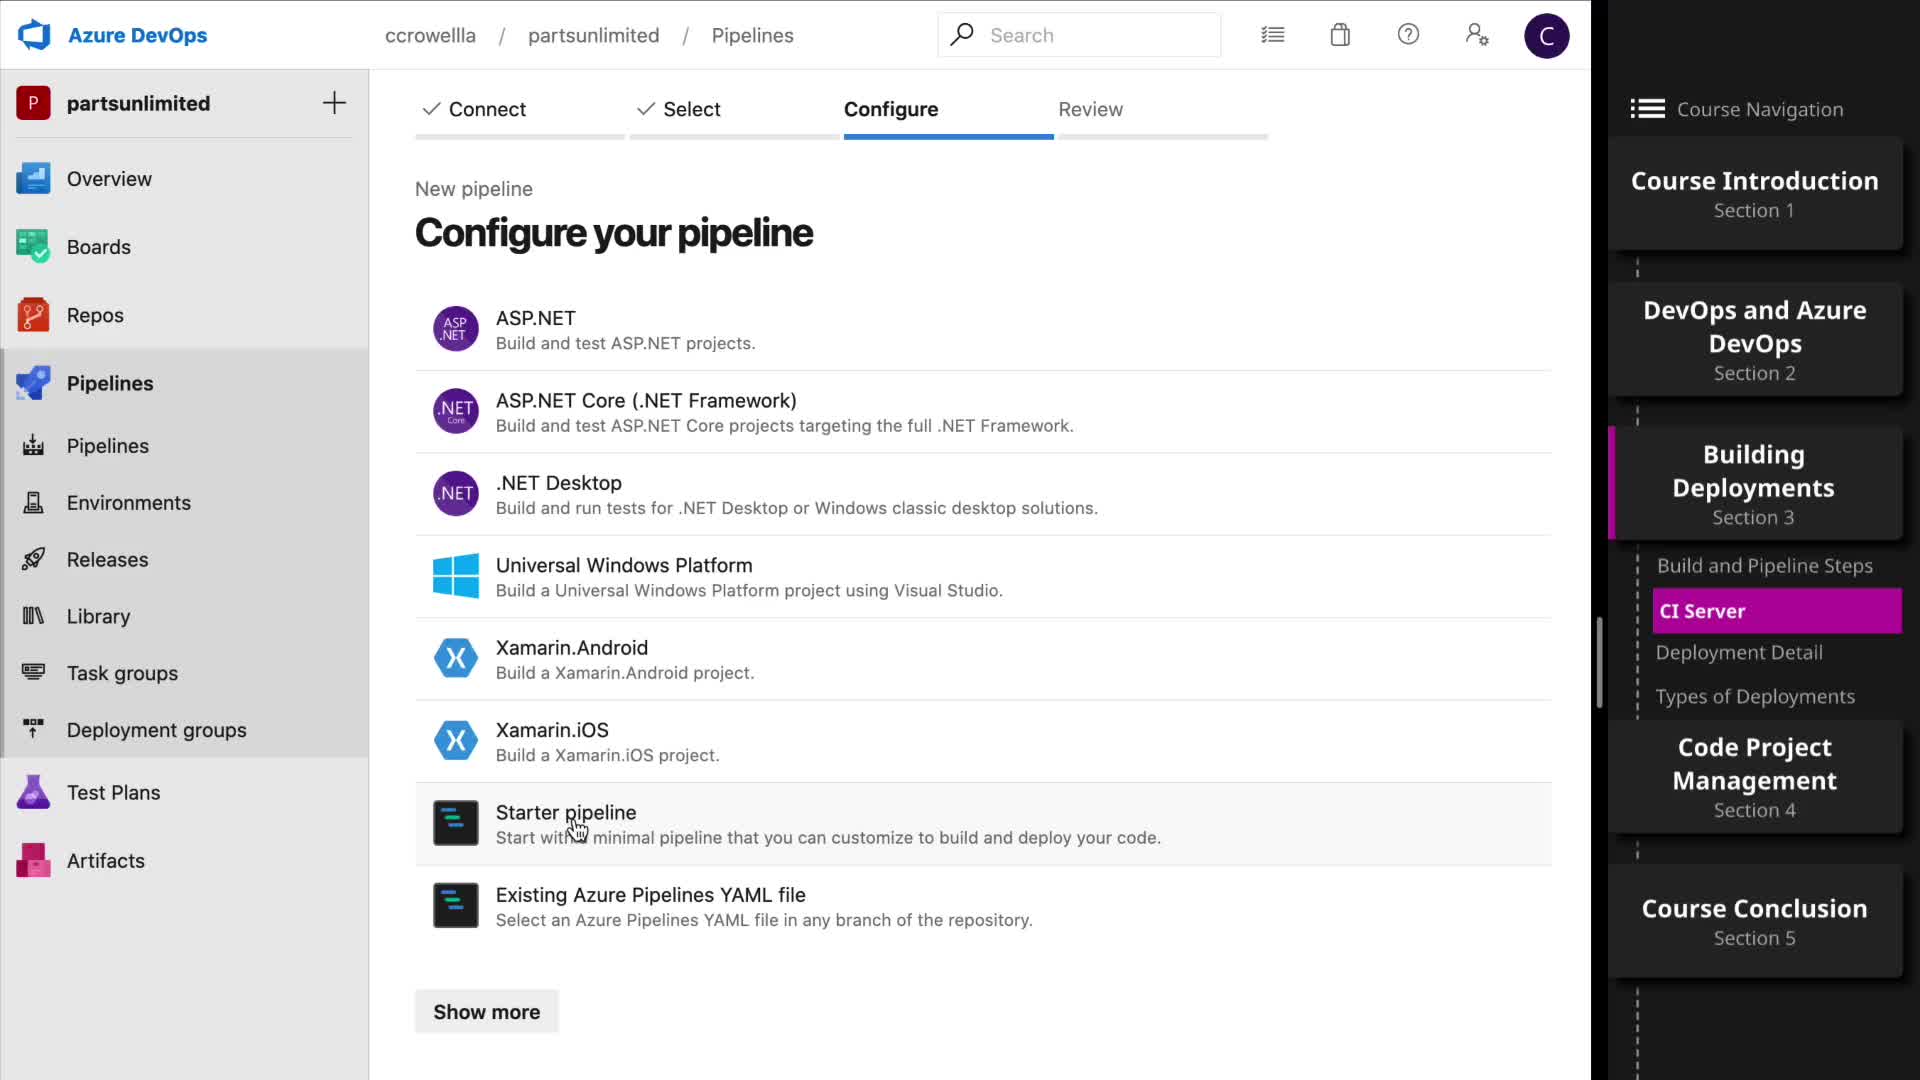 Azure DevOps
ccrowellla / partsunlimited / Pipelines
Search
C
P partsunlimited
Overview
Boards
Repos
Pipelines
Pipelines
Environments
Releases
Library
Task groups
Deployment groups
Test Plans
Artifacts
Connect
Select
Configure
Review
New pipeline
Configure your pipeline
ASP
.NET
ASP.NET
Build and test ASP.NET projects.
.NET
Core
ASP.NET Core (.NET Framework)
Build and test ASP.NET Core projects targeting the full .NET Framework.
.NET
.NET Desktop
Build and run tests for .NET Desktop or Windows classic desktop solutions.
Universal Windows Platform
Build a Universal Windows Platform project using Visual Studio.
Xamarin.Android
Build a Xamarin.Android project.
Xamarin.iOS
Build a Xamarin.iOS project.
Starter pipeline
Start with a minimal pipeline that you can customize to build and deploy your code.
Existing Azure Pipelines YAML file
Select an Azure Pipelines YAML file in any branch of the repository.
Show more
Course Navigation
Course Introduction
Section 1
DevOps and Azure
DevOps
Section 2
Building
Deployments
Section 3
Build and Pipeline Steps
CI Server
Deployment Detail
Types of Deployments
Code Project
Management
Section 4
Course Conclusion
Section 5